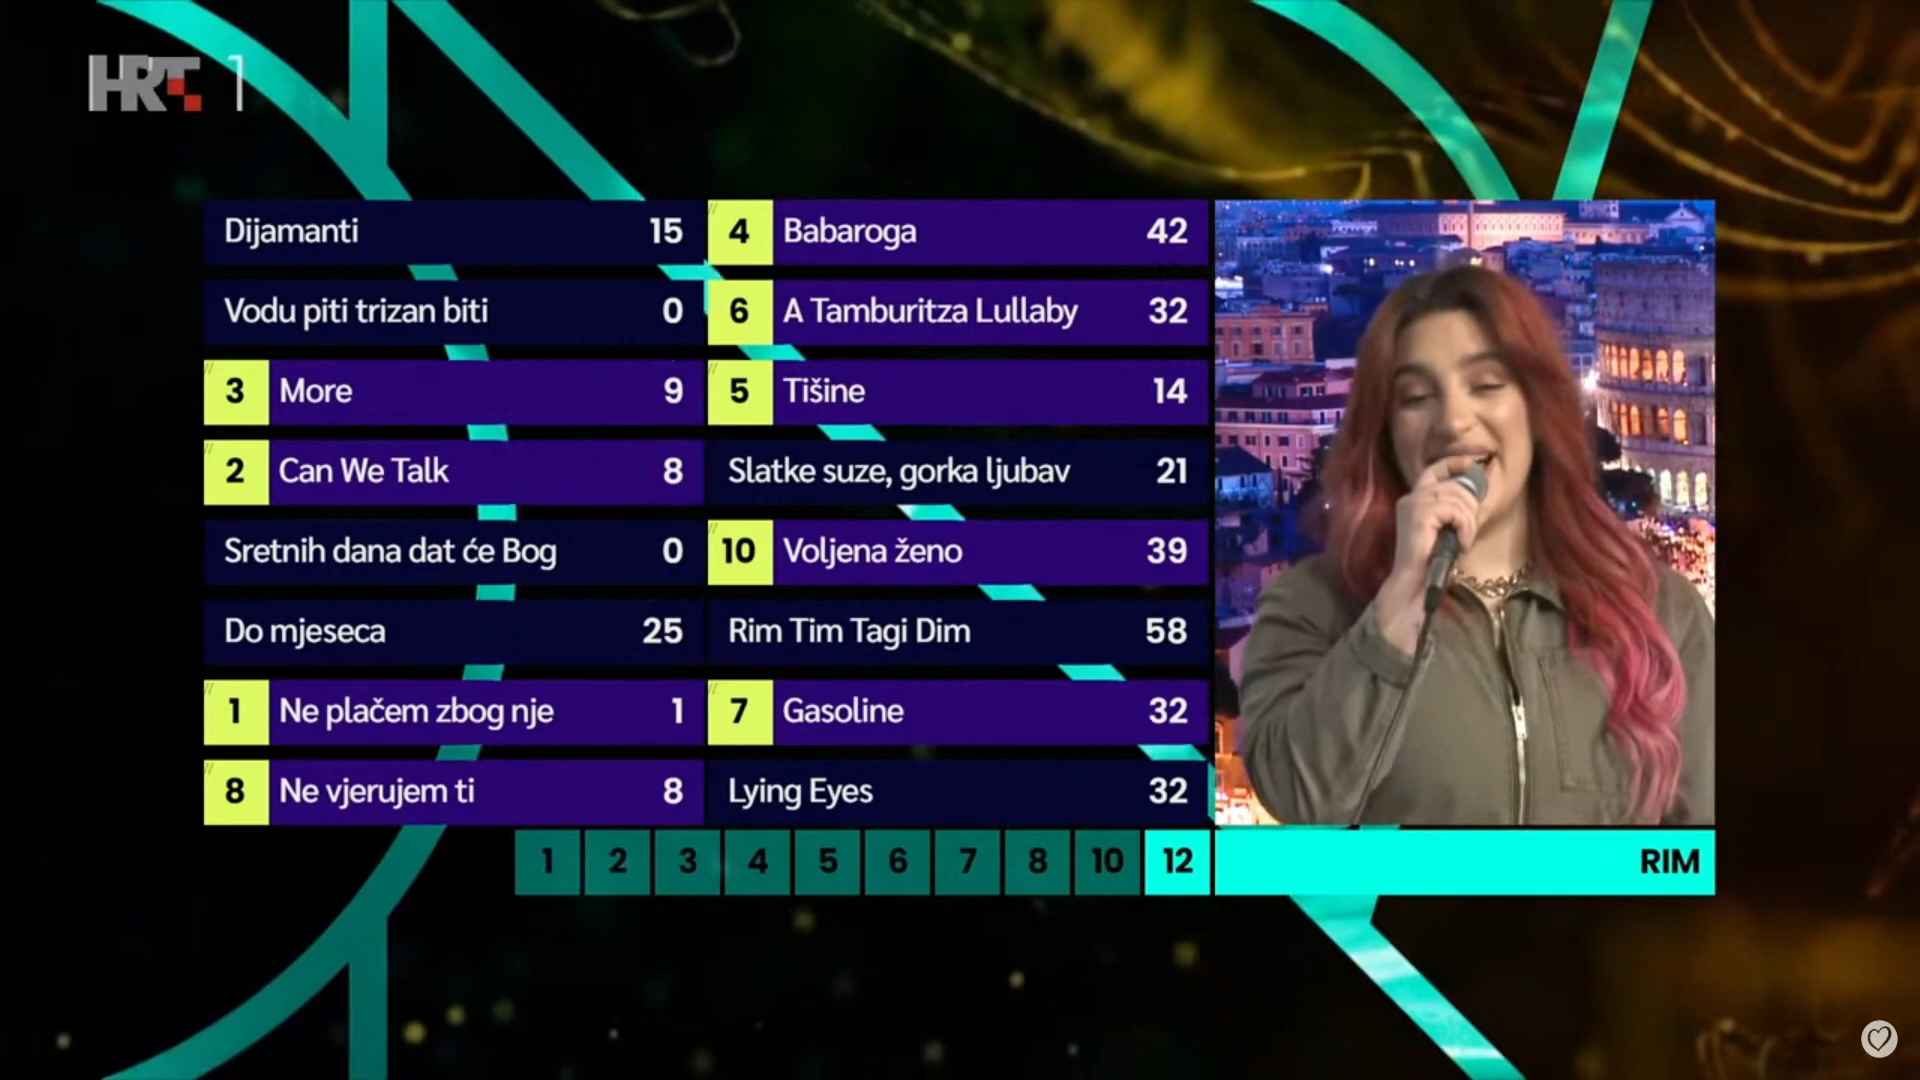 HRT 1
Dijamanti 15
Vodu piti trizan biti 0
3 More 9
2 Can We Talk 8
Sretnih dana dat će Bog 0
Do mjeseca 25
1 Ne plačem zbog nje 1
8 Ne vjerujem ti 8
4 Babaroga 42
6 A Tamburitza Lullaby 32
5 Tišine 14
Slatke suze, gorka ljubav 21
10 Voljena ženo 39
Rim Tim Tagi Dim 58
7 Gasoline 32
Lying Eyes 32
1 2 3 4 5 6 7 8 10 12
RIM